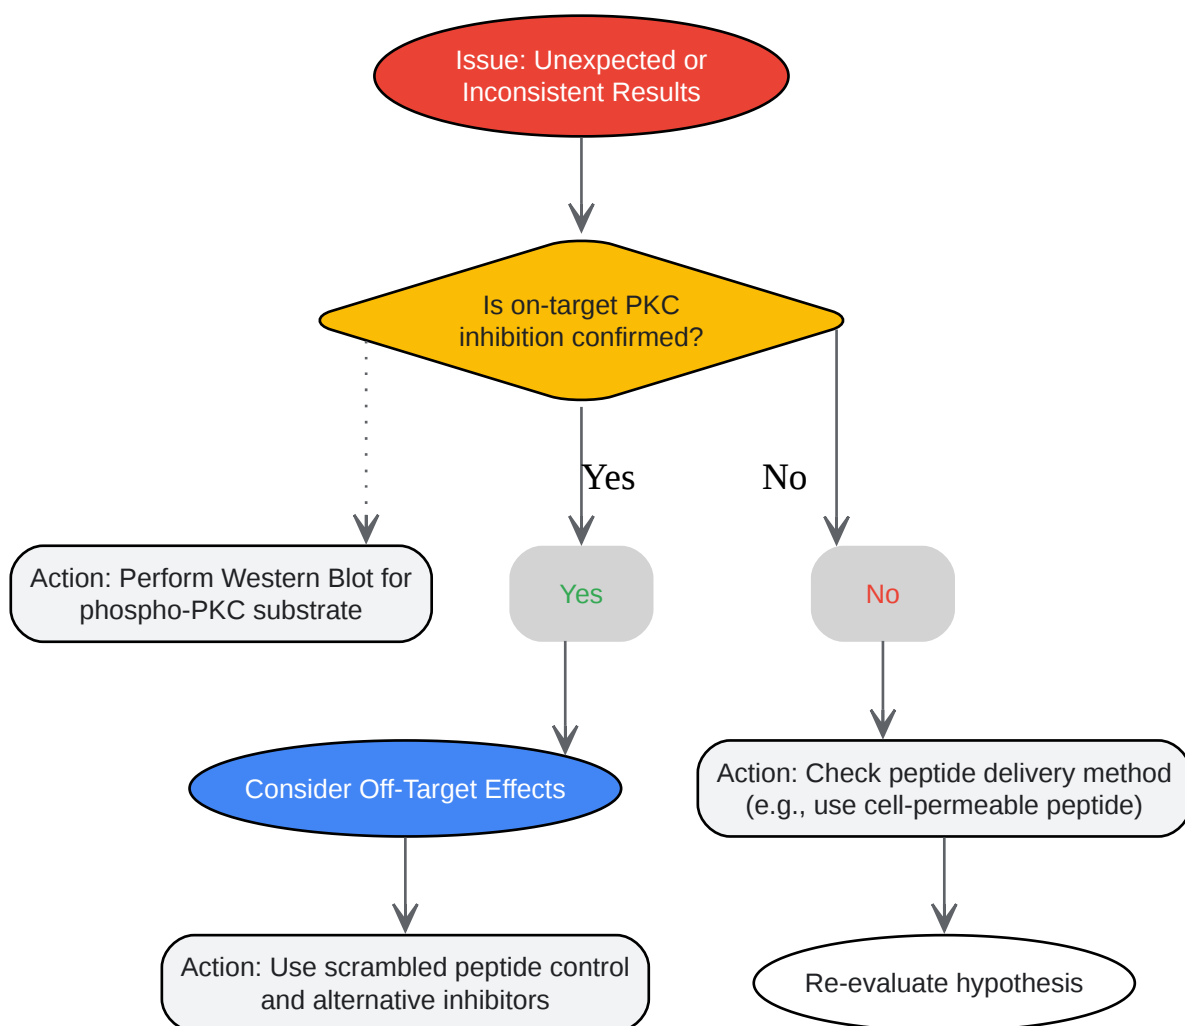 Issue: Unexpected or
Inconsistent Results
Is on-target PKC
inhibition confirmed?
Yes
No
Action: Perform Western Blot for
phospho-PKC substrate
Yes
No
Consider Off-Target Effects
Action: Check peptide delivery method
(e.g., use cell-permeable peptide)
Action: Use scrambled peptide control
and alternative inhibitors
Re-evaluate hypothesis